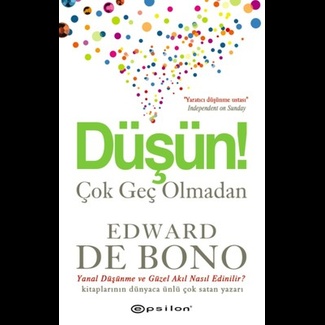 "Yaratıcı düşünme ustası"
Independent on Sunday
Düşün!
Çok Geç Olmadan
EDWARD
DE BONO
Yanal Düşünme ve Güzel Akıl Nasıl Edinilir?
kitaplarının dünyaca ünlü çok satan yazarı
epsilon